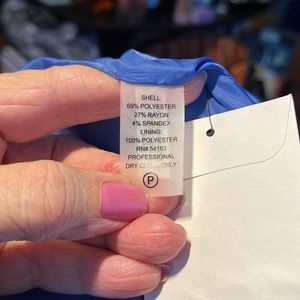 SHELL:
69% POLYESTER
27% RAYON
4% SPANDEX
LINING:
100% POLYESTER
RN# 54163
PROFESSIONAL
DRY CLEAN ONLY
P